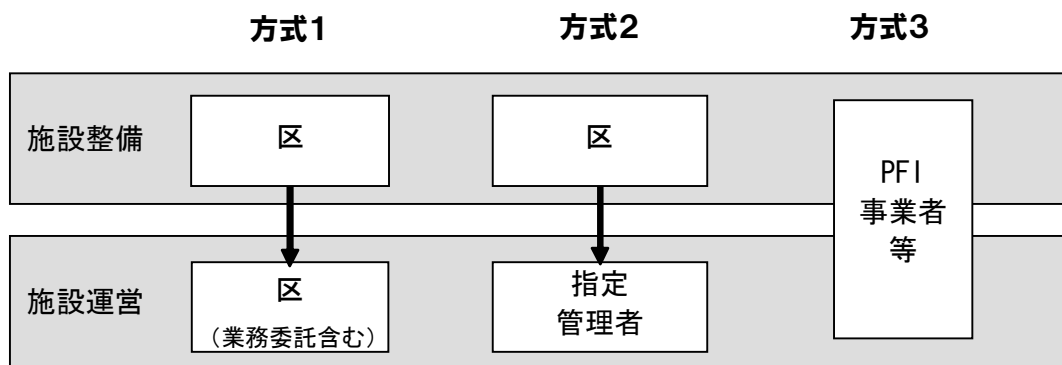 方式1
方式2
方式3
施設整備
区
区
PFI
事業者
等
施設運営
区
（業務委託含む）
指定
管理者